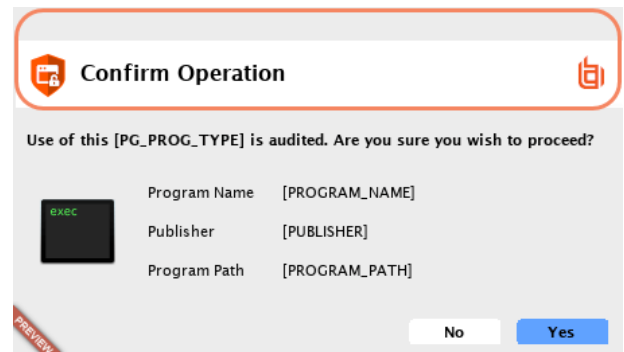 Confirm Operation
Use of this [PG_PROG_TYPE] is audited. Are you sure you wish to proceed?
exec
Program Name [PROGRAM_NAME]
Publisher [PUBLISHER]
Program Path [PROGRAM_PATH]
PREVIEW
No Yes